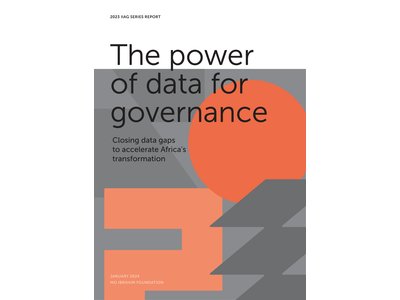 2023 IIAG SERIES REPORT
The power
of data for
governance
Closing data gaps
to accelerate Africa's
transformation
JANUARY 2024
MO IBRAHIM FOUNDATION